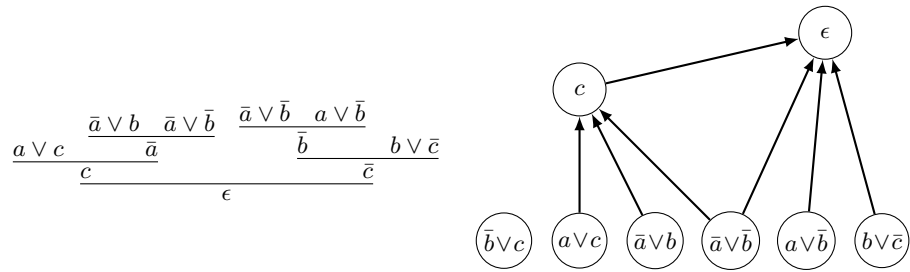 ā ∨ b ā ∨ b̄ ā ∨ b̄ a ∨ b̄
a ∨ c ā b̄ b ∨ c̄
c c̄
ϵ
ϵ
c
b̄∨c a∨c ā∨b ā∨b̄ a∨b̄ b∨c̄